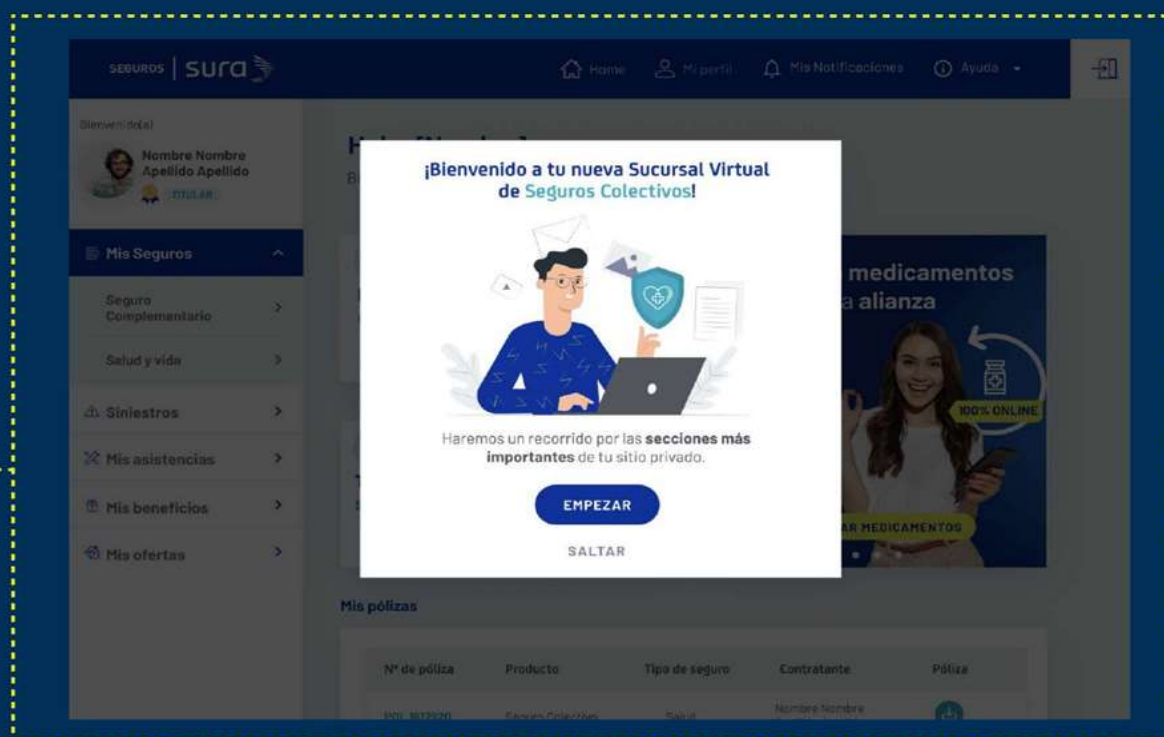 SEGUROS sura
Home
Mi perfil
Mis Notificaciones
Ayuda
Bienvenido(a)
Nombre Nombre
Apellido Apellido
TITULAR
Mis Seguros
Seguro
Complementario
Salud y vida
Siniestros
Mis asistencias
Mis beneficios
Mis ofertas
¡Bienvenido a tu nueva Sucursal Virtual
de Seguros Colectivos!
Haremos un recorrido por las secciones más
importantes de tu sitio privado.
EMPEZAR
SALTAR
medicamentos
alianza
100% ONLINE
MEDICAMENTOS
Mis pólizas
N° de póliza
Producto
Tipo de seguro
Contratante
Póliza
Seguro Colectivo
Salud
Nombre Nombre